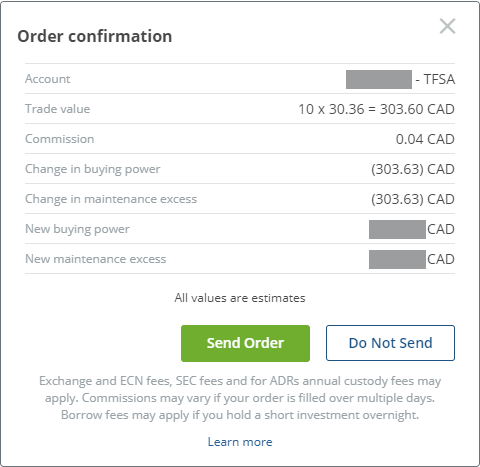 Order confirmation
Account - TFSA
Trade value 10 x 30.36 = 303.60 CAD
Commission 0.04 CAD
Change in buying power (303.63) CAD
Change in maintenance excess (303.63) CAD
New buying power CAD
New maintenance excess CAD
All values are estimates
Send Order Do Not Send
Exchange and ECN fees, SEC fees and for ADRs annual custody fees may
apply. Commissions may vary if your order is filled over multiple days.
Borrow fees may apply if you hold a short investment overnight.
Learn more